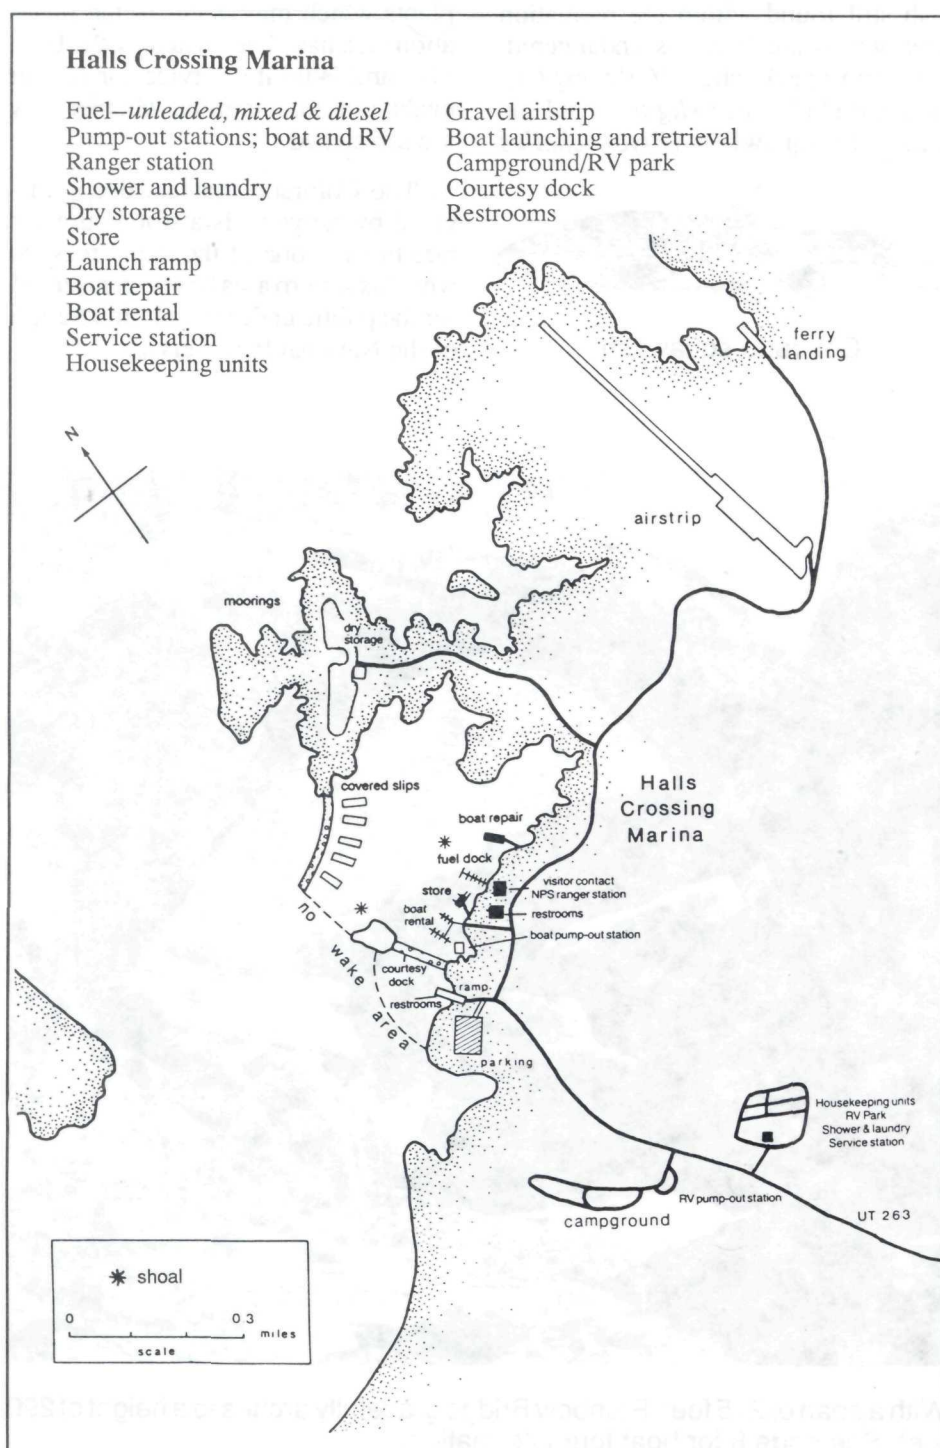 Halls Crossing Marina
Fuel–unleaded, mixed & diesel
Pump-out stations; boat and RV
Ranger station
Shower and laundry
Dry storage
Store
Launch ramp
Boat repair
Boat rental
Service station
Housekeeping units
Gravel airstrip
Boat launching and retrieval
Campground/RV park
Courtesy dock
Restrooms
ferry
landing
N
airstrip
moorings
dry
storage
covered slips
Halls
Crossing
Marina
boat repair
fuel dock
visitor contact
NPS ranger station
store
restrooms
boat
rental
boat pump-out station
no wake area
courtesy
dock
ramp
restrooms
parking
Housekeeping units
RV Park
Shower & laundry
Service station
RV pump-out station
campground
UT 263
shoal
0 0.3
miles
scale